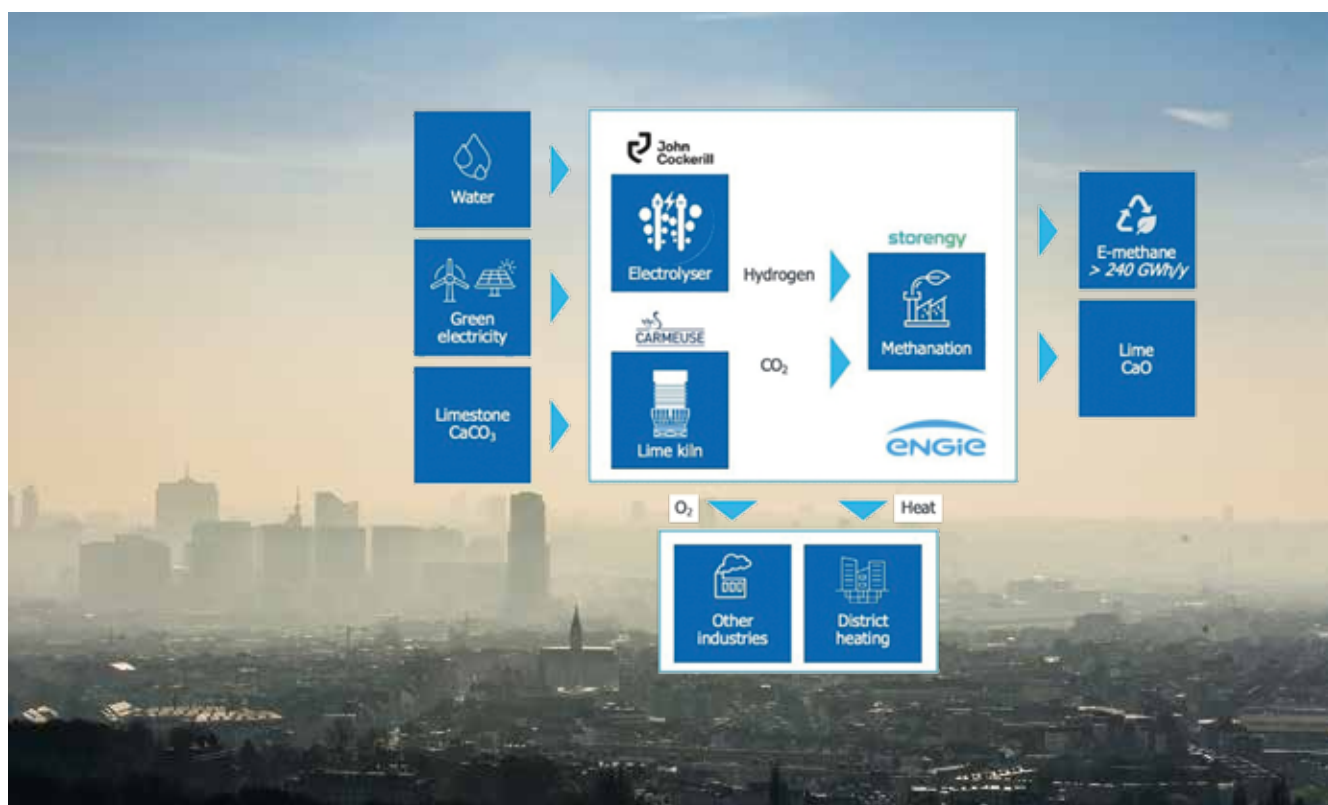 Water
Green
electricity
Limestone
CaCO₃
John
Cockerill
Electrolyser
Hydrogen
CARMEUSE
Lime kiln
CO₂
storengy
Methanation
ENGIE
E-methane
> 240 GWh/y
Lime
CaO
O₂
Heat
Other
industries
District
heating